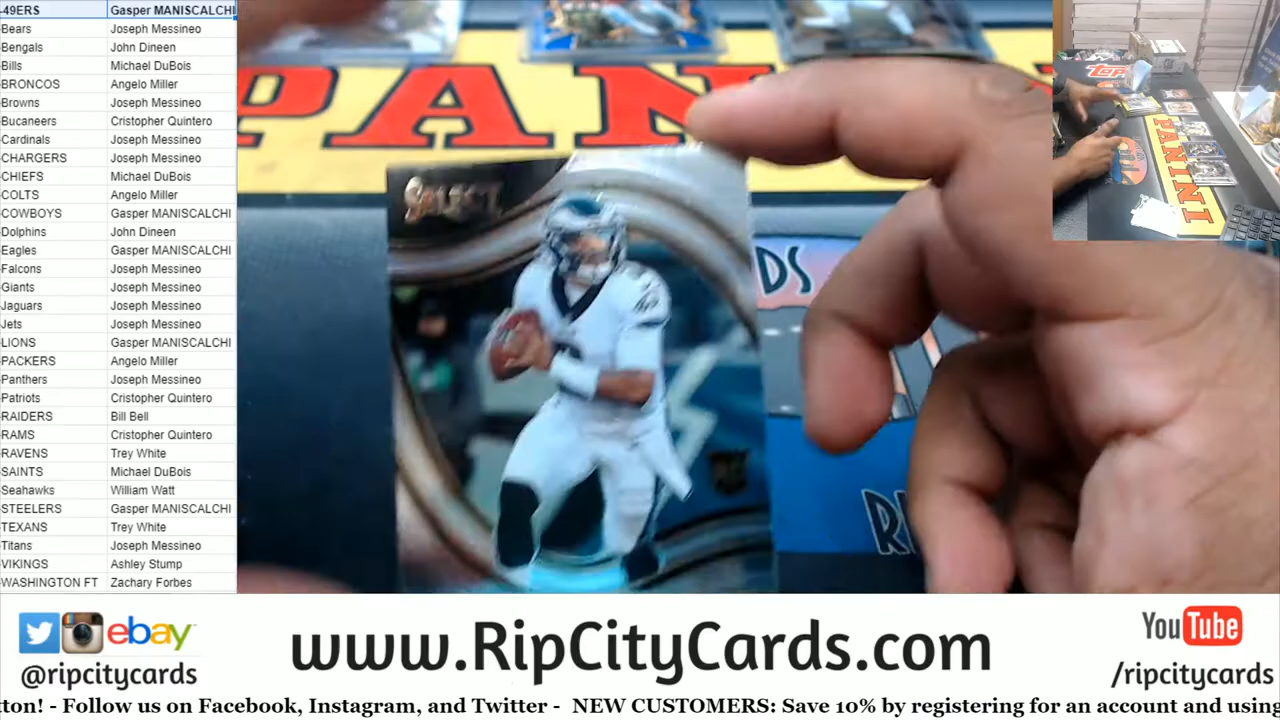 49ERS Gasper MANISCALCHI
Bears Joseph Messineo
Bengals John Dineen
Bills Michael DuBois
BRONCOS Angelo Miller
Browns Joseph Messineo
Bucaneers Cristopher Quintero
Cardinals Joseph Messineo
CHARGERS Joseph Messineo
CHIEFS Michael DuBois
COLTS Angelo Miller
COWBOYS Gasper MANISCALCHI
Dolphins John Dineen
Eagles Gasper MANISCALCHI
Falcons Joseph Messineo
Giants Joseph Messineo
Jaguars Joseph Messineo
Jets Joseph Messineo
LIONS Gasper MANISCALCHI
PACKERS Angelo Miller
Panthers Joseph Messineo
Patriots Cristopher Quintero
RAIDERS Bill Bell
RAMS Cristopher Quintero
RAVENS Trey White
SAINTS Michael DuBois
Seahawks William Watt
STEELERS Gasper MANISCALCHI
TEXANS Trey White
Titans Joseph Messineo
VIKINGS Ashley Stump
WASHINGTON FT Zachary Forbes
PANI
SELECT
DS
RI
Topps
PANINI
ebay
@ripcitycards
www.RipCityCards.com
YouTube
/ripcitycards
tton! - Follow us on Facebook, Instagram, and Twitter - NEW CUSTOMERS: Save 10% by registering for an account and using